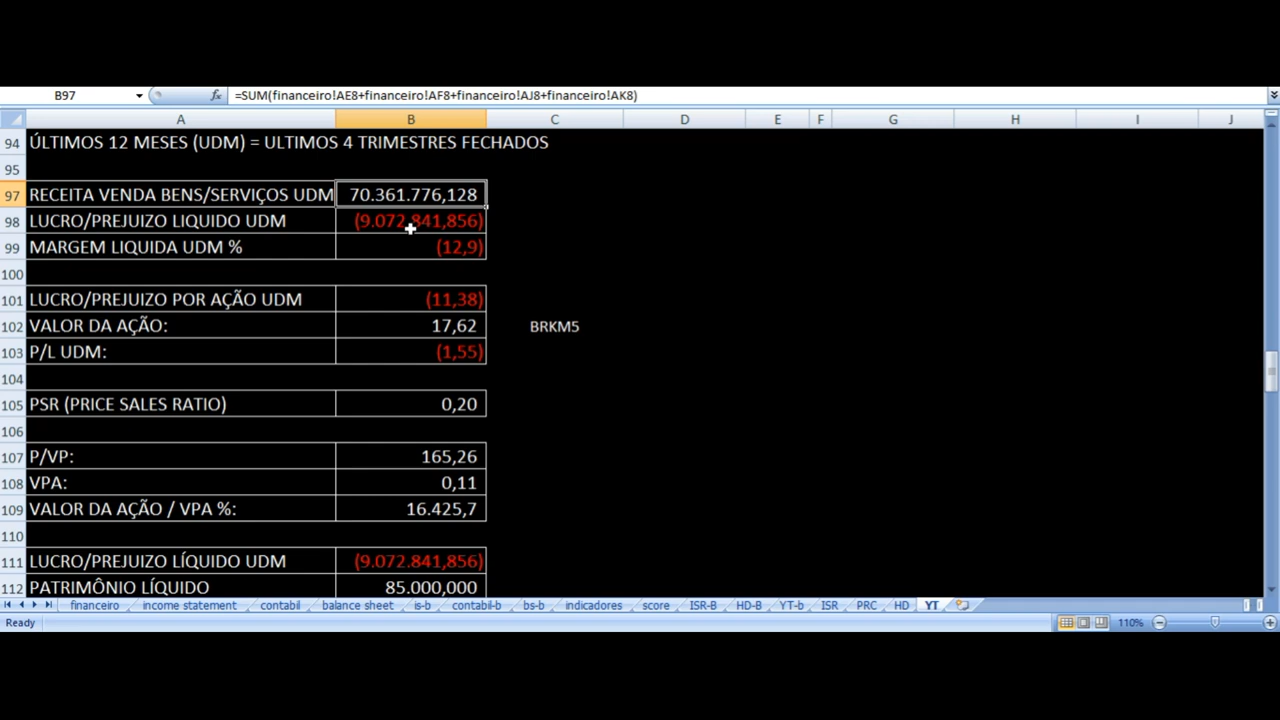 B97 fx =SUM(financeiro!AE8+financeiro!AF8+financeiro!AJ8+financeiro!AK8)
A B C D E F G H I J
94 ÚLTIMOS 12 MESES (UDM) = ULTIMOS 4 TRIMESTRES FECHADOS
95
97 RECEITA VENDA BENS/SERVIÇOS UDM 70.361.776,128
98 LUCRO/PREJUIZO LIQUIDO UDM (9.072.841,856)
99 MARGEM LIQUIDA UDM % (12,9)
100
101 LUCRO/PREJUIZO POR AÇÃO UDM (11,38)
102 VALOR DA AÇÃO: 17,62 BRKM5
103 P/L UDM: (1,55)
104
105 PSR (PRICE SALES RATIO) 0,20
106
107 P/VP: 165,26
108 VPA: 0,11
109 VALOR DA AÇÃO / VPA %: 16.425,7
110
111 LUCRO/PREJUIZO LÍQUIDO UDM (9.072.841,856)
112 PATRIMÔNIO LÍQUIDO 85.000,000
financeiro income statement contabil balance sheet is-b contabil-b bs-b indicadores score ISR-B HD-B YT-b ISR PRC HD YT
Ready 110%